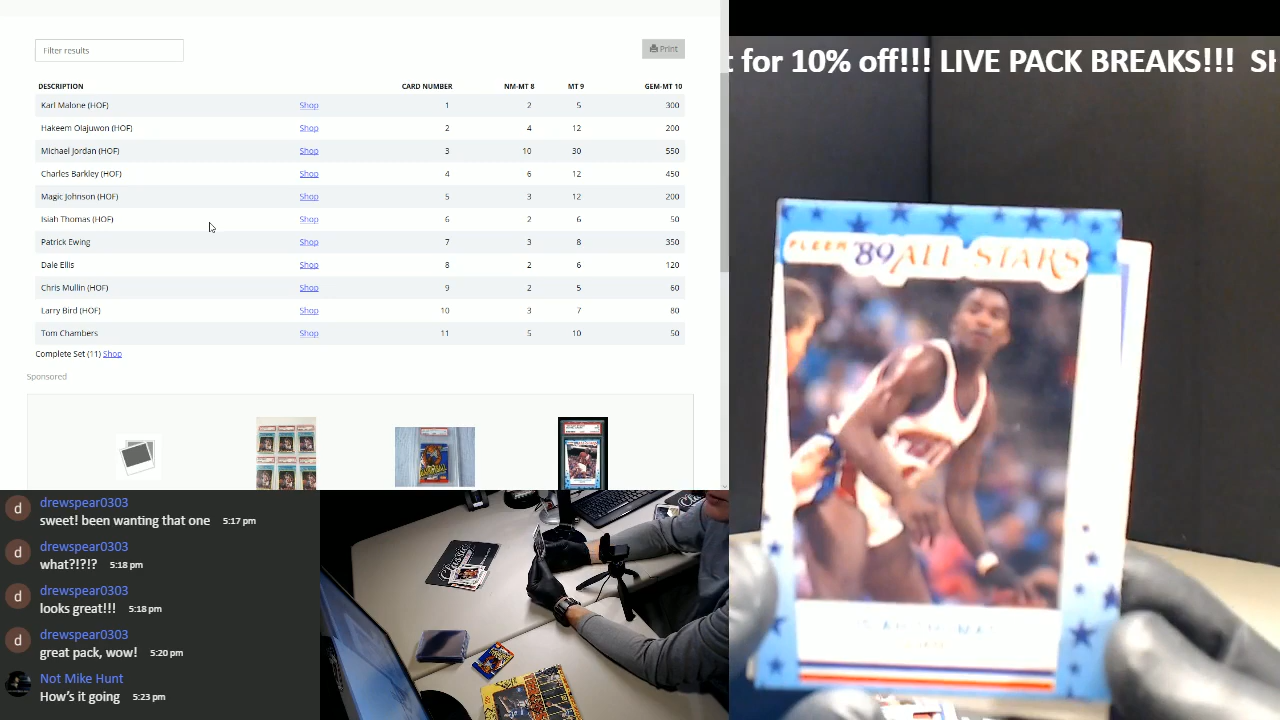 Filter results
Print
DESCRIPTION CARD NUMBER NM-MT 8 MT 9 GEM-MT 10
Karl Malone (HOF) Shop 1 2 5 300
Hakeem Olajuwon (HOF) Shop 2 4 12 200
Michael Jordan (HOF) Shop 3 10 30 550
Charles Barkley (HOF) Shop 4 6 12 450
Magic Johnson (HOF) Shop 5 3 12 200
Isiah Thomas (HOF) Shop 6 2 6 50
Patrick Ewing Shop 7 3 8 350
Dale Ellis Shop 8 2 6 120
Chris Mullin (HOF) Shop 9 2 5 60
Larry Bird (HOF) Shop 10 3 7 80
Tom Chambers Shop 11 5 10 50
Complete Set (11) Shop
Sponsored
d drewspear0303
sweet! been wanting that one 5:17 pm
d drewspear0303
what?!?!? 5:18 pm
d drewspear0303
looks great!!! 5:18 pm
d drewspear0303
great pack, wow! 5:20 pm
Not Mike Hunt
How's it going 5:23 pm
for 10% off!!! LIVE PACK BREAKS!!!
FLEER '89 ALL STARS